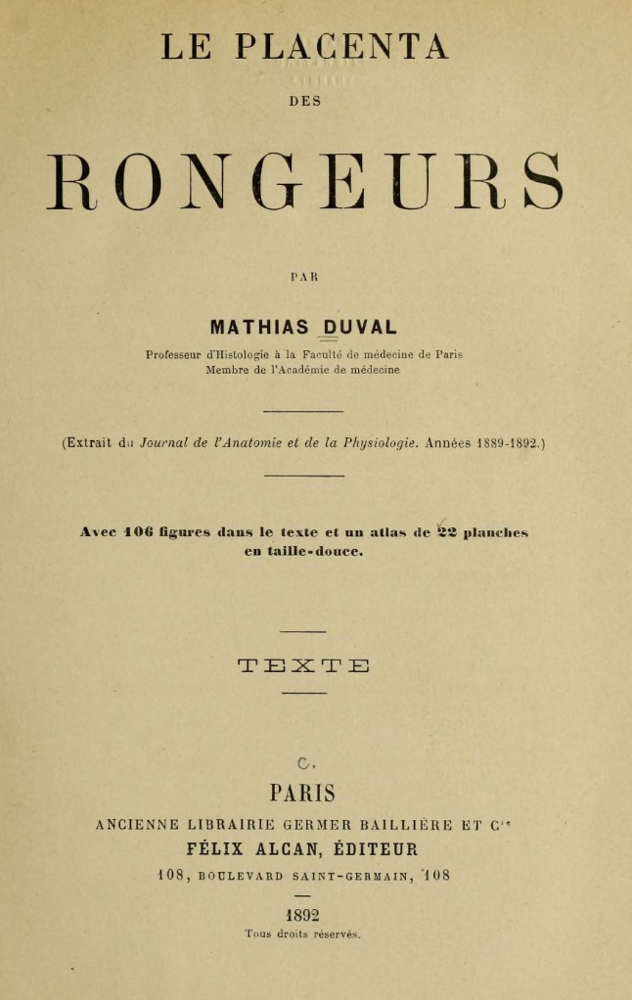 LE PLACENTA
DES
RONGEURS
PAR
MATHIAS DUVAL
Professeur d'Histologie à la Faculté de médecine de Paris
Membre de l'Académie de médecine
(Extrait du Journal de l'Anatomie et de la Physiologie. Années 1889-1892.)
Avec 106 figures dans le texte et un atlas de 22 planches
en taille-douce.
TEXTE
C.
PARIS
ANCIENNE LIBRAIRIE GERMER BAILLIÈRE ET Cie
FÉLIX ALCAN, ÉDITEUR
108, BOULEVARD SAINT-GERMAIN, 108
1892
Tous droits réservés.